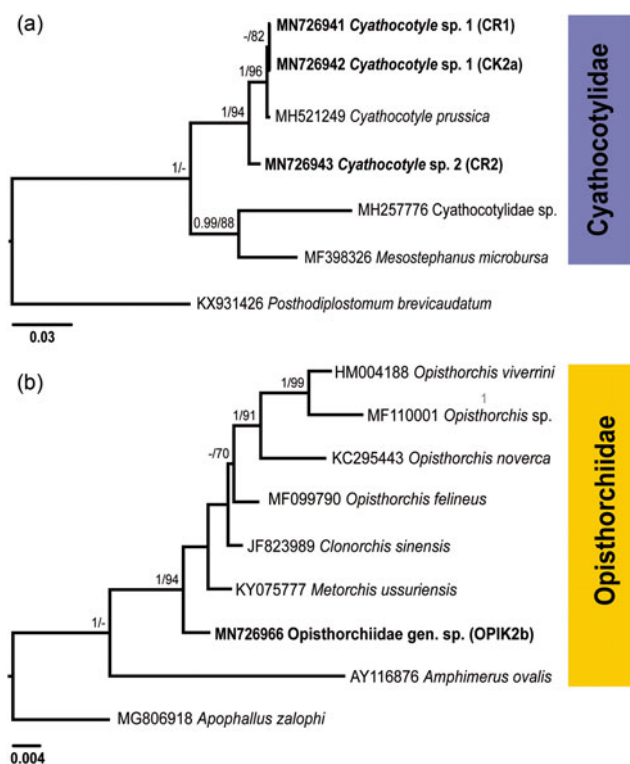 (a)
-/82
MN726941 Cyathocotyle sp. 1 (CR1)
MN726942 Cyathocotyle sp. 1 (CK2a)
1/96
1/94
MH521249 Cyathocotyle prussica
MN726943 Cyathocotyle sp. 2 (CR2)
1/-
MH257776 Cyathocotylidae sp.
0.99/88
MF398326 Mesostephanus microbursa
KX931426 Posthodiplostomum brevicaudatum
0.03
Cyathocotylidae
(b)
HM004188 Opisthorchis viverrini
1/99
1
MF110001 Opisthorchis sp.
1/91
KC295443 Opisthorchis noverca
-/70
MF099790 Opisthorchis felineus
JF823989 Clonorchis sinensis
1/94
KY075777 Metorchis ussuriensis
MN726966 Opisthorchiidae gen. sp. (OPIK2b)
1/-
AY116876 Amphimerus ovalis
MG806918 Apophallus zalophi
0.004
Opisthorchiidae